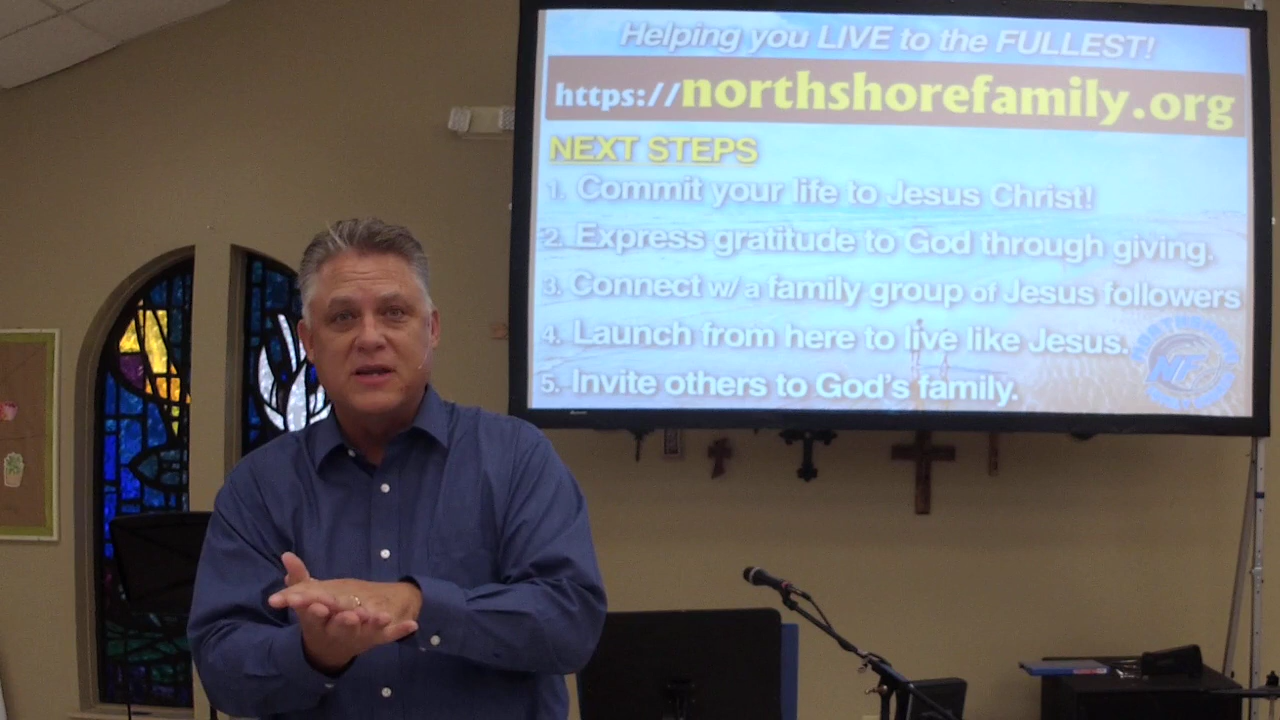 Helping you LIVE to the FULLEST!
https://northshorefamily.org
NEXT STEPS
1. Commit your life to Jesus Christ!
2. Express gratitude to God through giving.
3. Connect w/ a family group of Jesus followers
4. Launch from here to live like Jesus.
5. Invite others to God's family.
NORTHSHORE
NF